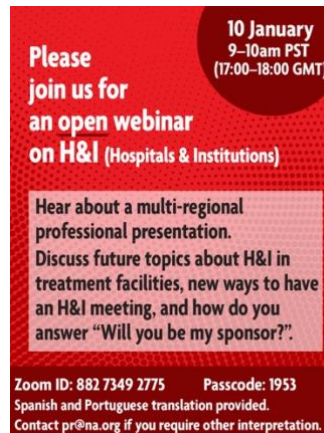 10 January
9–10am PST
(17:00–18:00 GMT)
Please
join us for
an open webinar
on H&I (Hospitals & Institutions)
Hear about a multi-regional
professional presentation.
Discuss future topics about H&I in
treatment facilities, new ways to have
an H&I meeting, and how do you
answer “Will you be my sponsor?”.
Zoom ID: 882 7349 2775 Passcode: 1953
Spanish and Portuguese translation provided.
Contact pr@na.org if you require other interpretation.